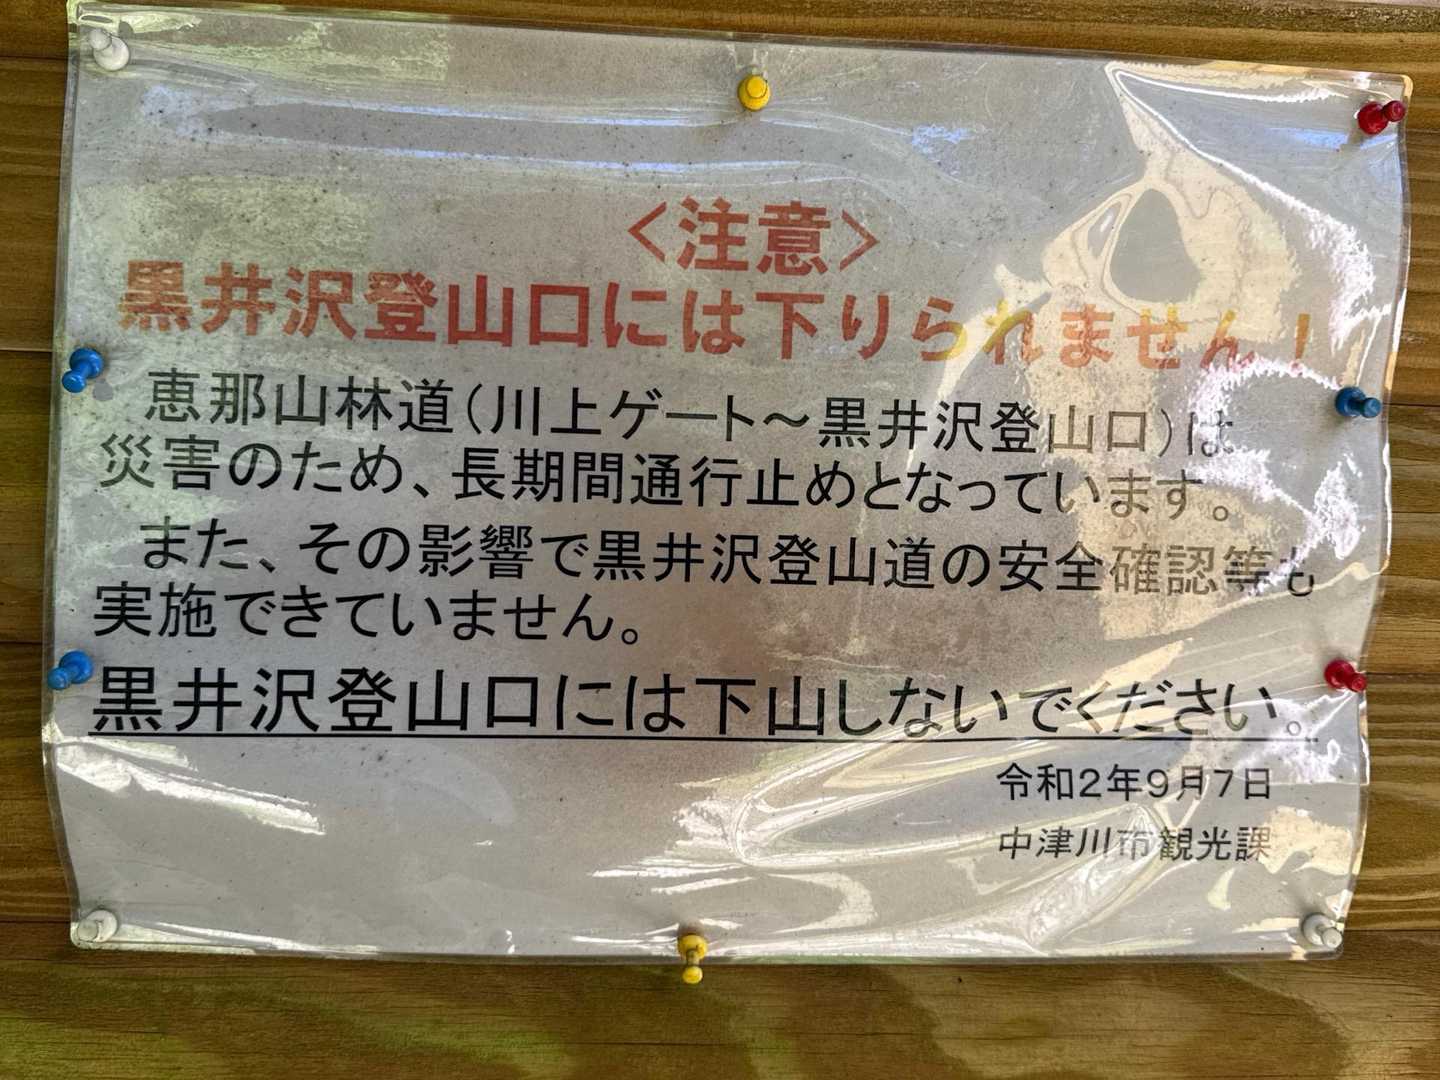 ＜注意＞
黒井沢登山口には下りられません！
恵那山林道（川上ゲート～黒井沢登山口）は
災害のため、長期間通行止めとなっています。
また、その影響で黒井沢登山道の安全確認等も
実施できていません。
黒井沢登山口には下山しないでください。
令和2年9月7日
中津川市観光課